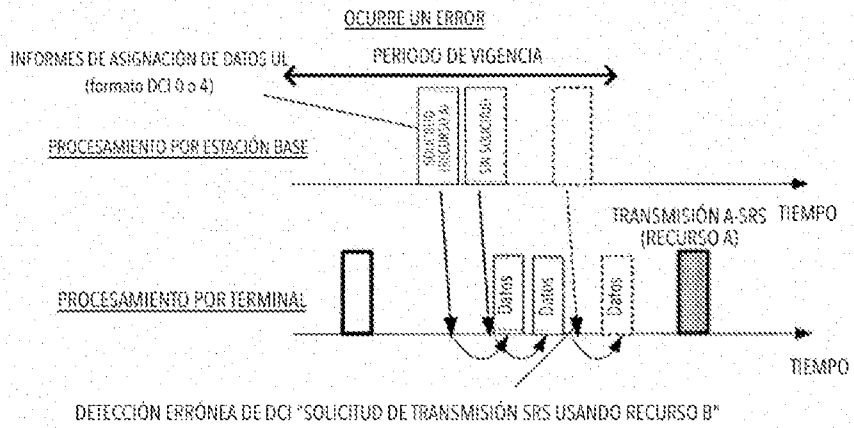 OCURRE UN ERROR
INFORMES DE ASIGNACIÓN DE DATOS UL
(formato DCI 0 o 4)
PERIODO DE VIGENCIA
SOLICITUD
(RECURSO A)
SIN SOLICITUD
PROCESAMIENTO POR ESTACIÓN BASE
TIEMPO
TRANSMISIÓN A-SRS
(RECURSO A)
Datos
Datos
Datos
PROCESAMIENTO POR TERMINAL
TIEMPO
DETECCIÓN ERRÓNEA DE DCI "SOLICITUD DE TRANSMISIÓN SRS USANDO RECURSO B"